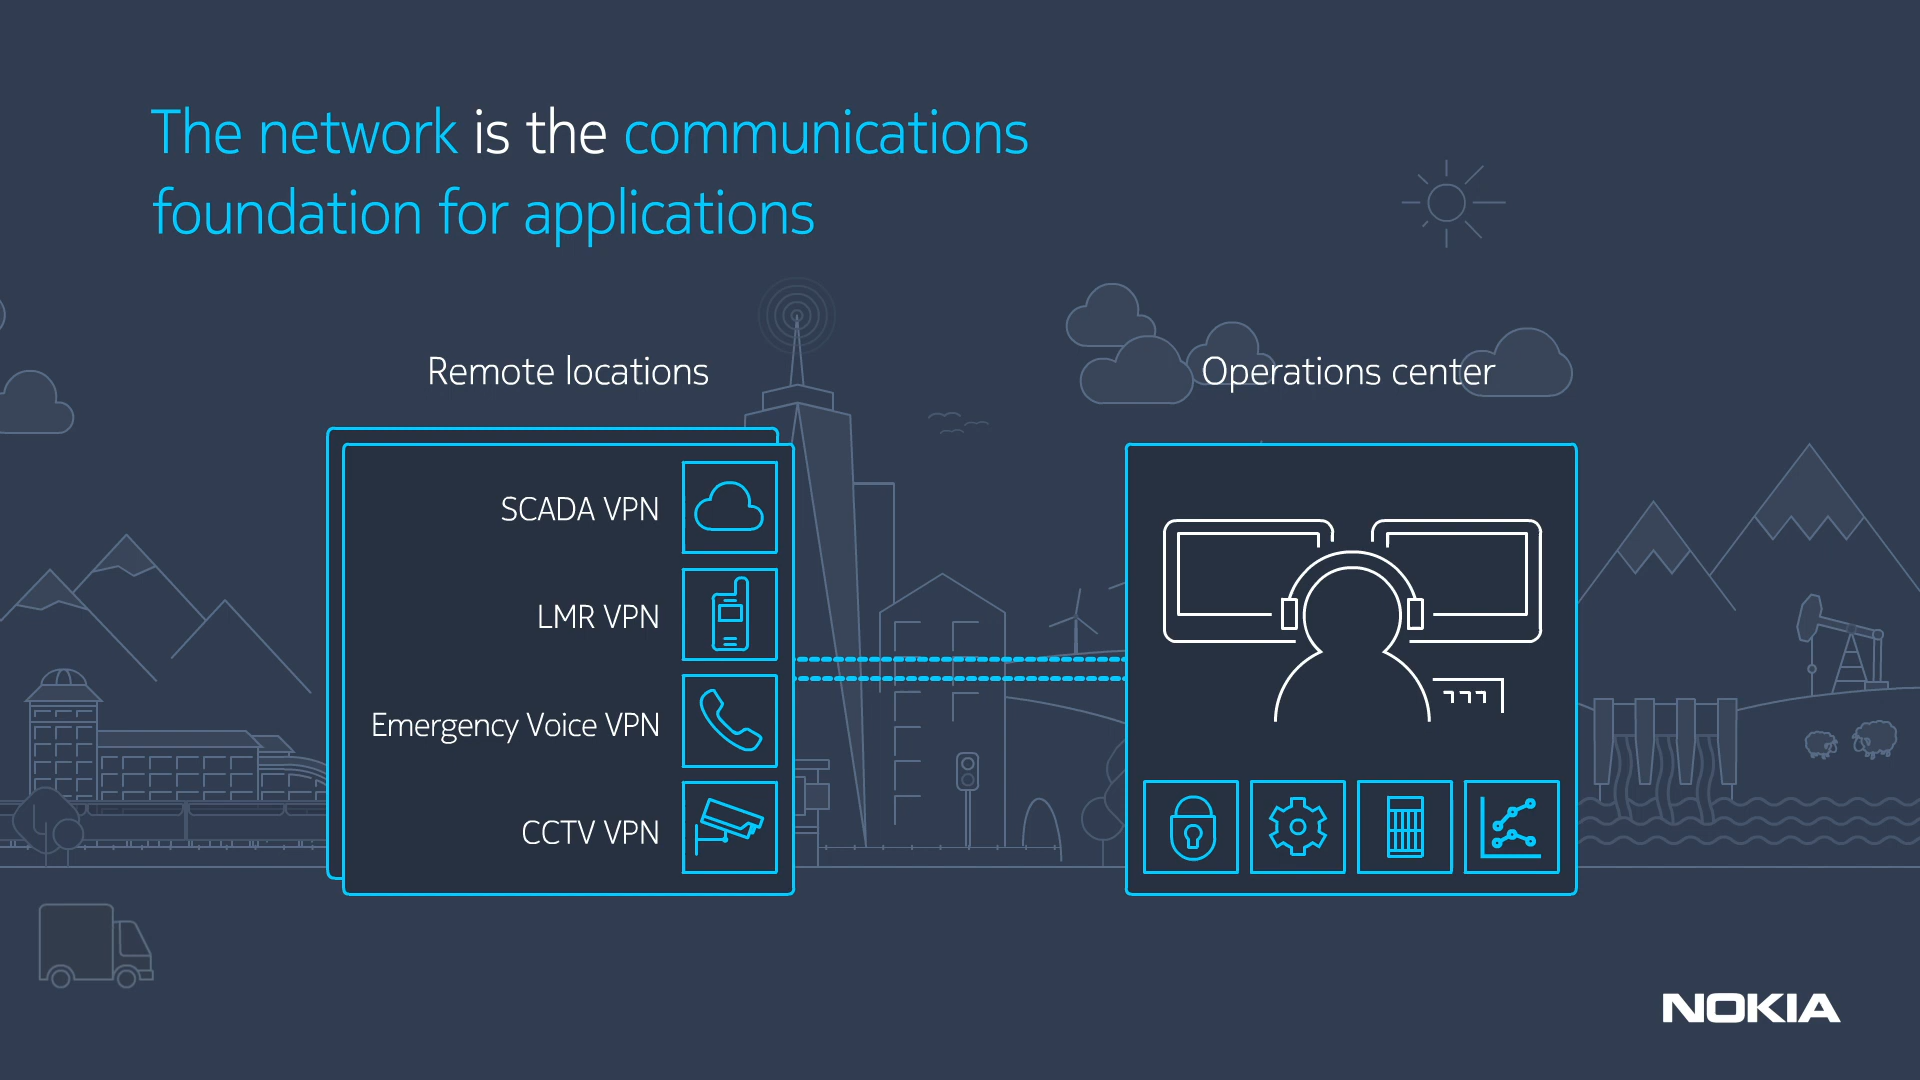 The network is the communications
foundation for applications
Remote locations
Operations center
SCADA VPN
LMR VPN
Emergency Voice VPN
CCTV VPN
NOKIA